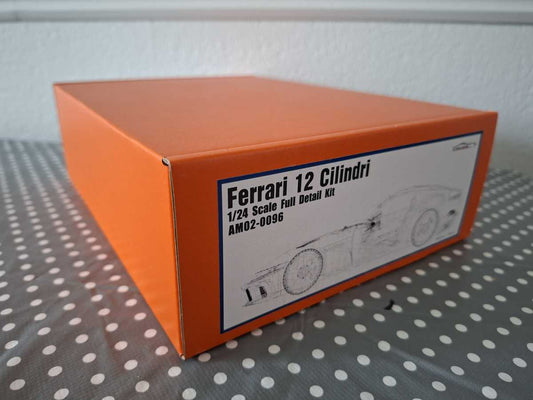 Ferrari 12 Cilindri
1/24 Scale Full Detail Kit
AM02-0096